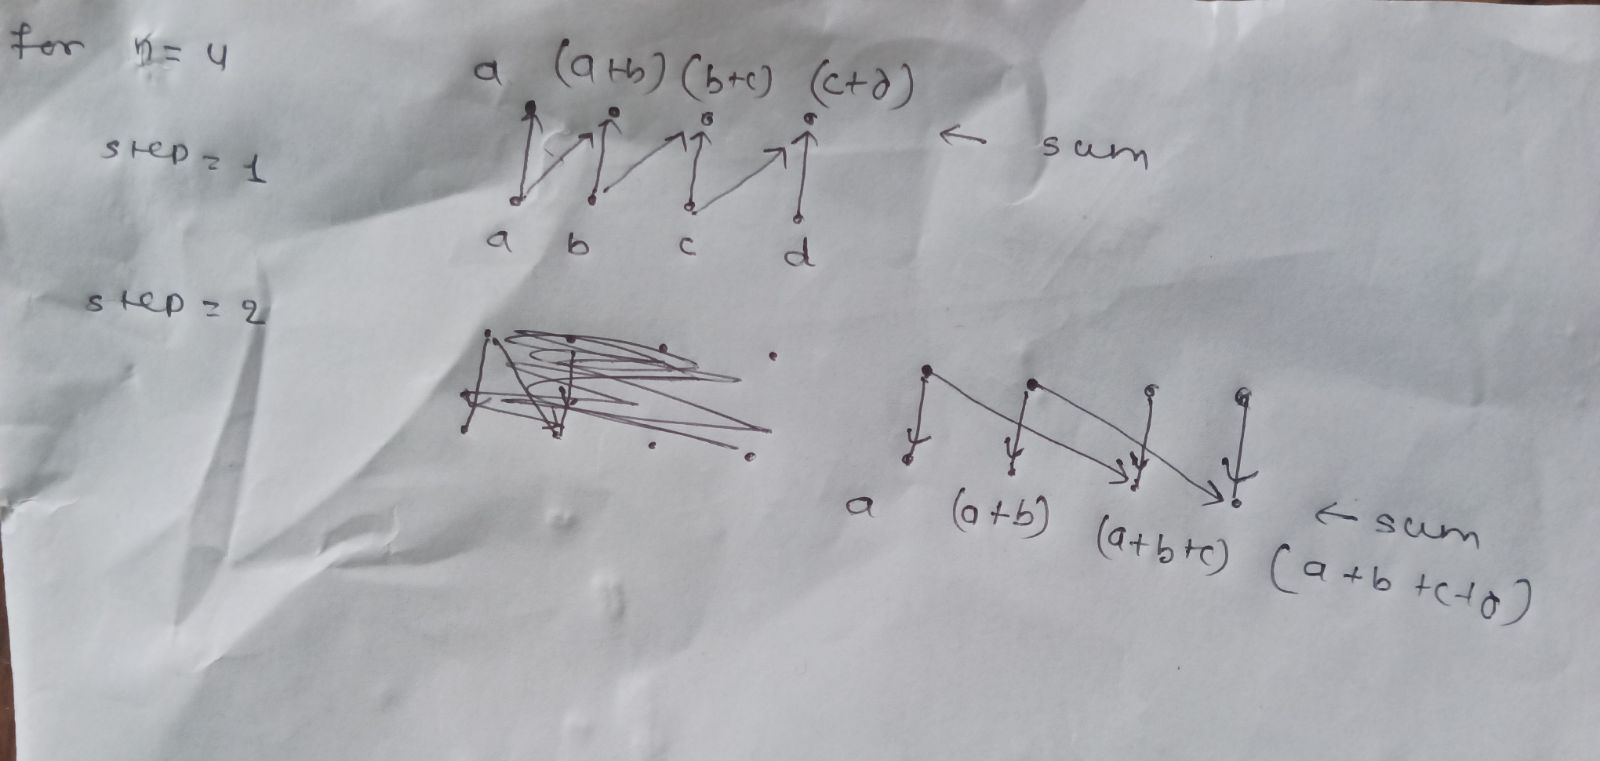 for n = 4
a (a+b) (b+c) (c+d)
step = 1
← sum
a b c d
step = 2
a (a+b) (a+b+c) (a+b+c+d)
← sum